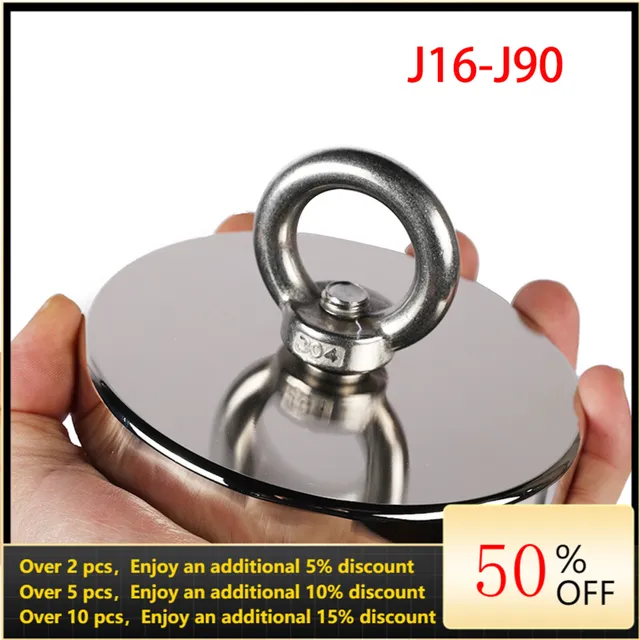 J16-J90
304
Over 2 pcs，Enjoy an additional 5% discount
Over 5 pcs，Enjoy an additional 10% discount
Over 10 pcs，Enjoy an additional 15% discount
50% OFF